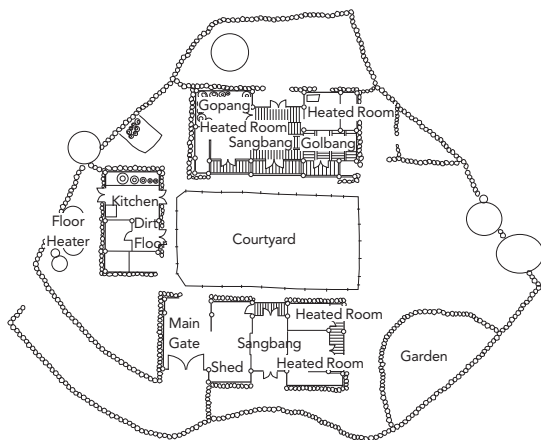 Gopang
Heated Room
Heated Room
Sangbang
Golbang
Kitchen
Dirt
Floor
Floor
Heater
Courtyard
Main
Gate
Shed
Sangbang
Heated Room
Heated Room
Garden